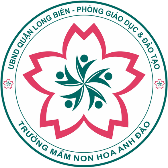 UBND QUẬN LONG BIÊN - PHÒNG GIÁO DỤC & ĐÀO TẠO
TRƯỜNG MẦM NON HOA ANH ĐÀO